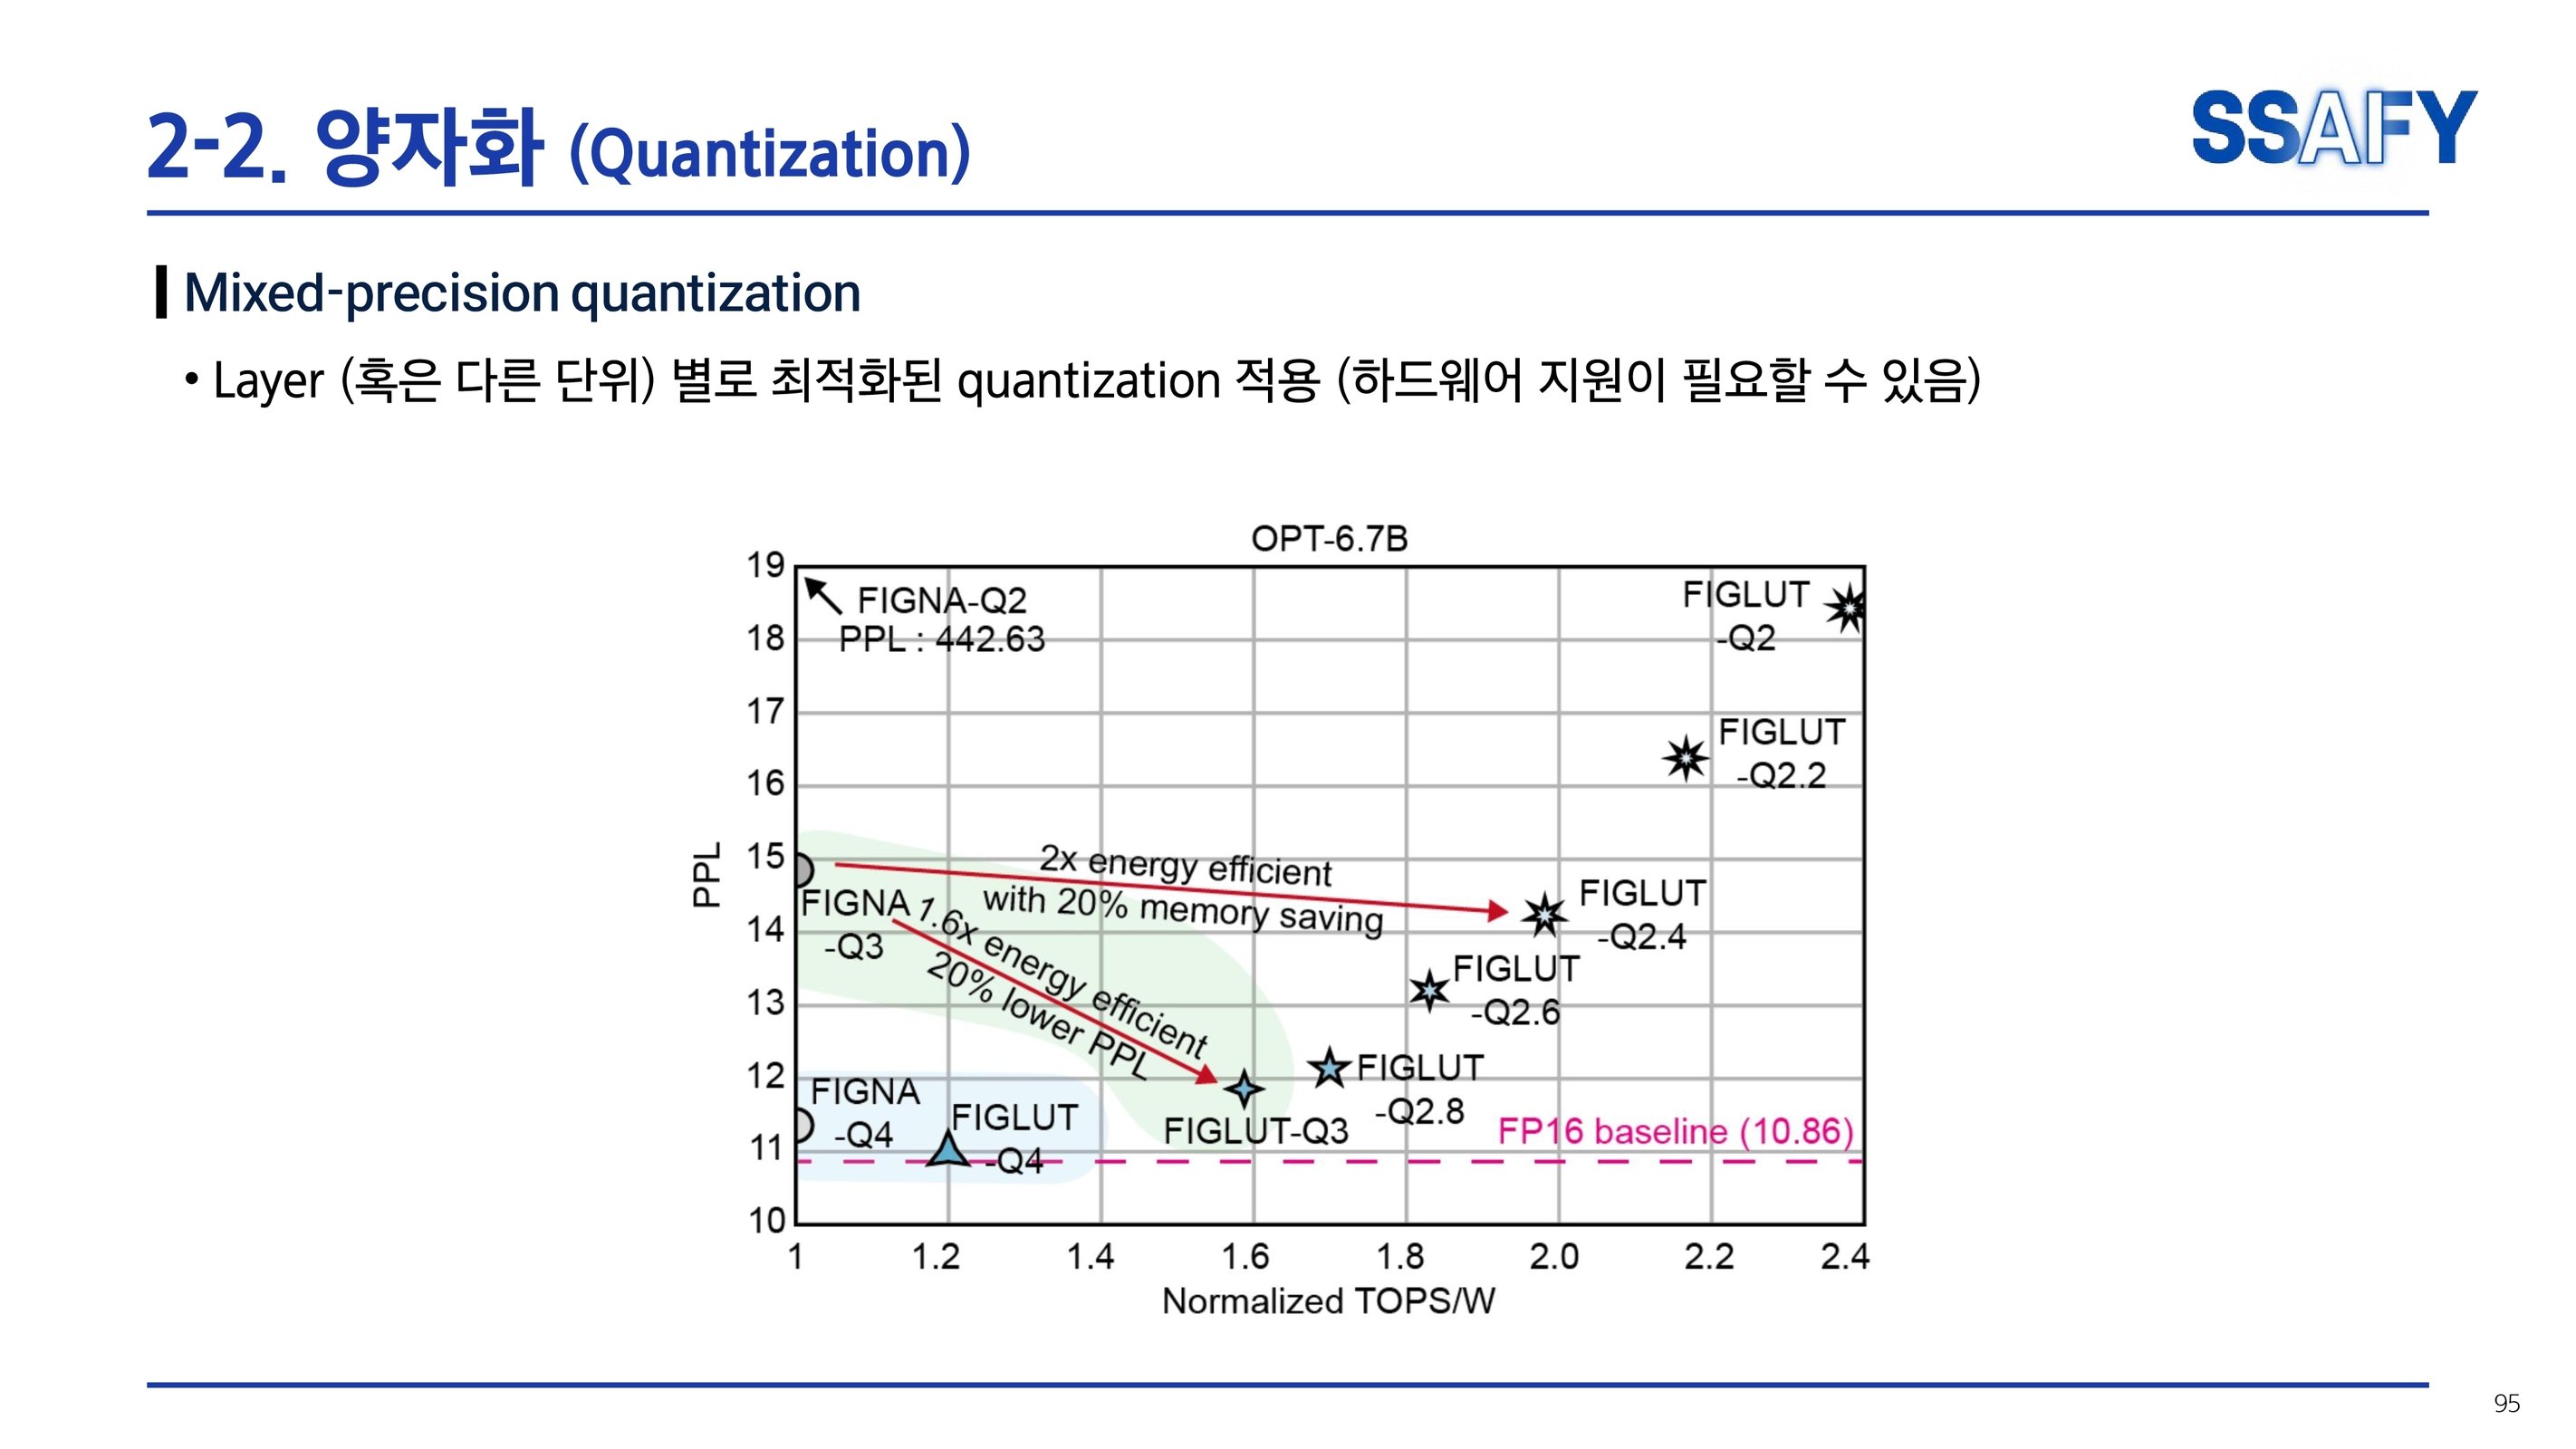 2-2. 양자화 (Quantization)
SSAFY
Mixed-precision quantization
• Layer (혹은 다른 단위) 별로 최적화된 quantization 적용 (하드웨어 지원이 필요할 수 있음)
OPT-6.7B
19
18
17
16
15
14
13
12
11
10
PPL
FIGNA-Q2
PPL : 442.63
FIGLUT
-Q2
FIGLUT
-Q2.2
2x energy efficient
with 20% memory saving
FIGLUT
-Q2.4
FIGNA
-Q3
1.6x energy efficient
20% lower PPL
FIGLUT
-Q2.6
FIGLUT
-Q2.8
FIGLUT-Q3
FIGNA
-Q4
FIGLUT
-Q4
FP16 baseline (10.86)
1 1.2 1.4 1.6 1.8 2.0 2.2 2.4
Normalized TOPS/W
95